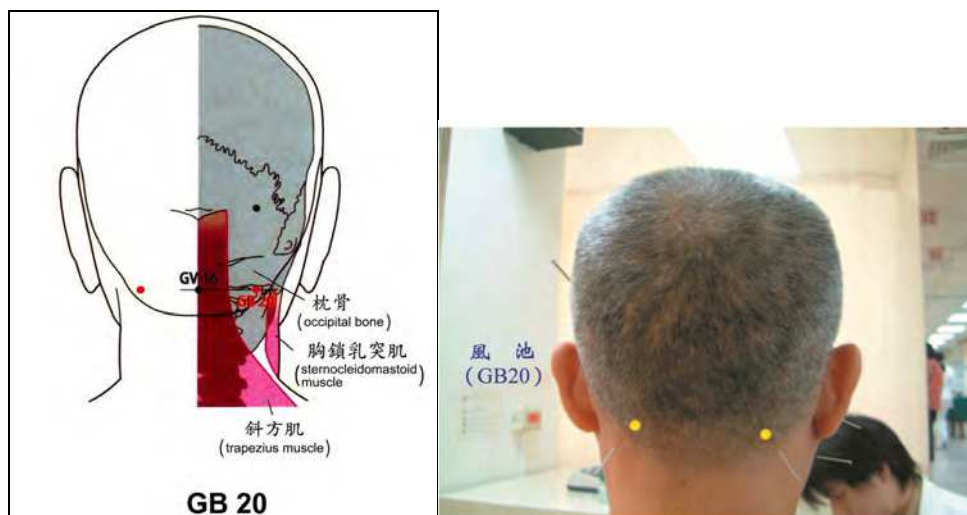 GV 16
GB 20
枕骨
(occipital bone)
胸鎖乳突肌
(sternocleidomastoid
muscle
斜方肌
(trapezius muscle)
GB 20
風 池
(GB20)